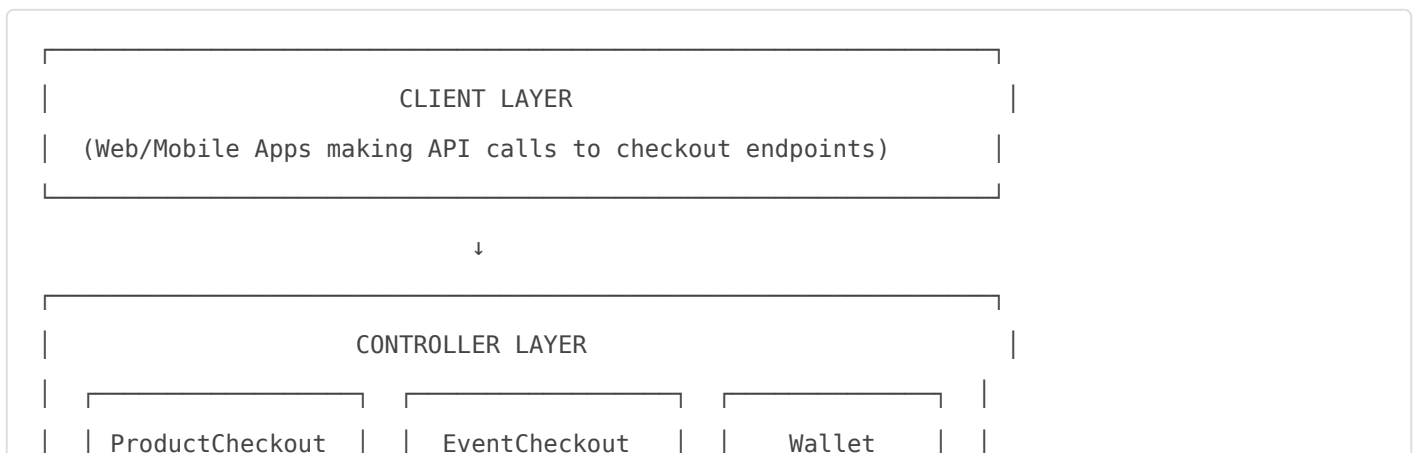 CLIENT LAYER
(Web/Mobile Apps making API calls to checkout endpoints)
↓
CONTROLLER LAYER
ProductCheckout EventCheckout Wallet